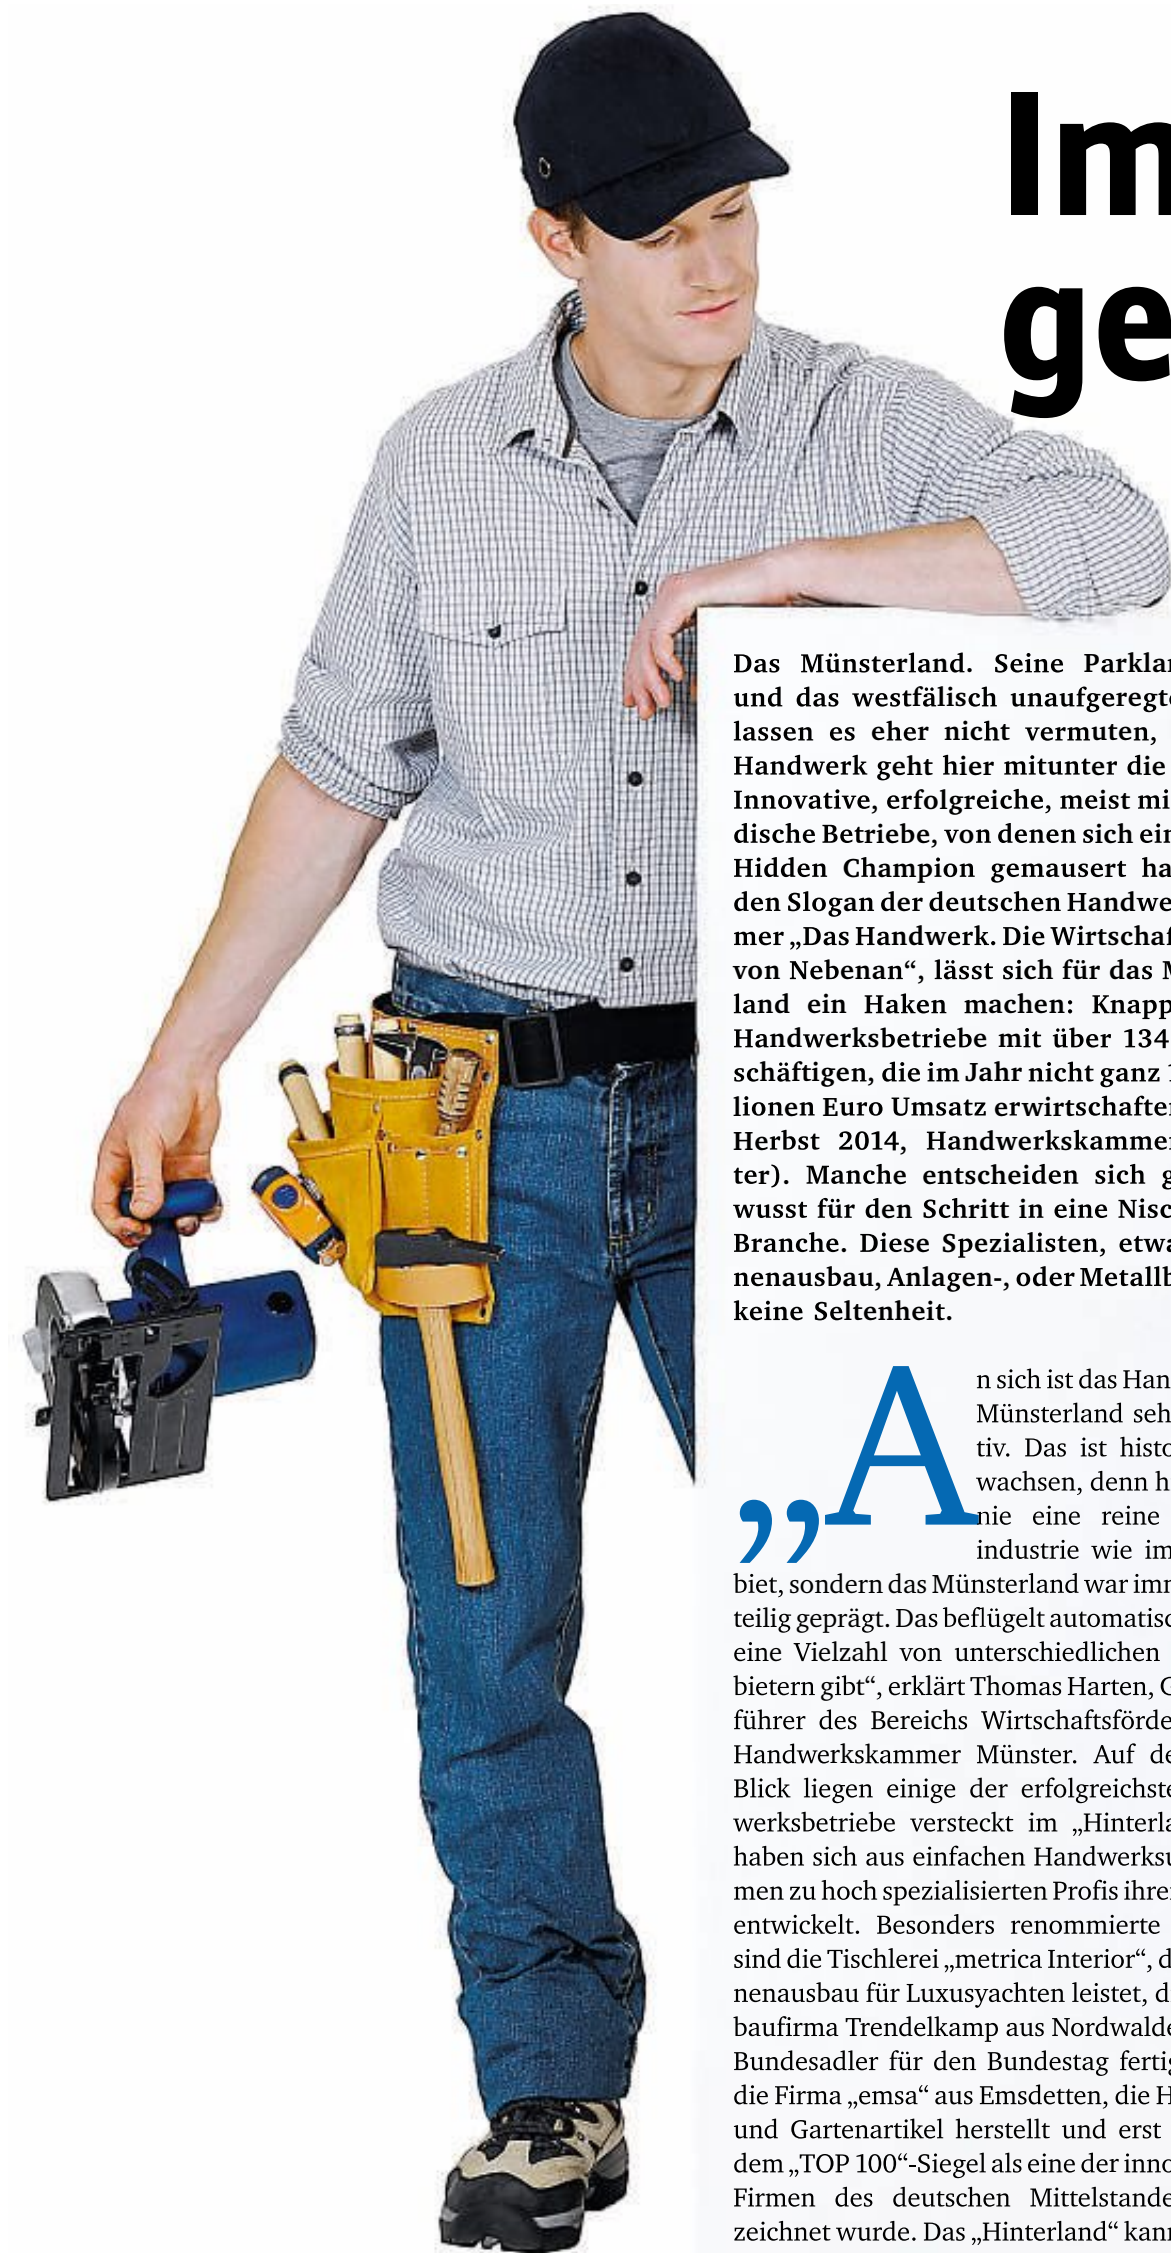 Im
ge
Das Münsterland. Seine Parklan
und das westfälisch unaufgeregte
lassen es eher nicht vermuten,
Handwerk geht hier mitunter die
Innovative, erfolgreiche, meist mi
dische Betriebe, von denen sich ein
Hidden Champion gemausert ha
den Slogan der deutschen Handwe
mer „Das Handwerk. Die Wirtschaf
von Nebenan“, lässt sich für das M
land ein Haken machen: Knapp
Handwerksbetriebe mit über 134
schäftigen, die im Jahr nicht ganz 1
lionen Euro Umsatz erwirtschaften
Herbst 2014, Handwerkskammer
ter). Manche entscheiden sich g
wusst für den Schritt in eine Nisc
Branche. Diese Spezialisten, etwa
nenausbau, Anlagen-, oder Metallb
keine Seltenheit.
„An sich ist das Han
Münsterland seh
tiv. Das ist histo
wachsen, denn h
nie eine reine
industrie wie im
biet, sondern das Münsterland war imm
teilig geprägt. Das beflügelt automatisc
eine Vielzahl von unterschiedlichen
bietern gibt“, erklärt Thomas Harten, G
führer des Bereichs Wirtschaftsförde
Handwerkskammer Münster. Auf de
Blick liegen einige der erfolgreichste
werksbetriebe versteckt im „Hinterla
haben sich aus einfachen Handwerksu
men zu hoch spezialisierten Profis ihrer
entwickelt. Besonders renommierte
sind die Tischlerei „metrica Interior“, d
nenausbau für Luxusyachten leistet, d
baufirma Trendelkamp aus Nordwalde
Bundesadler für den Bundestag fertig
die Firma „emsa“ aus Emsdetten, die H
und Gartenartikel herstellt und erst
dem „TOP 100“-Siegel als eine der inno
Firmen des deutschen Mittelstande
zeichnet wurde. Das „Hinterland“ kann